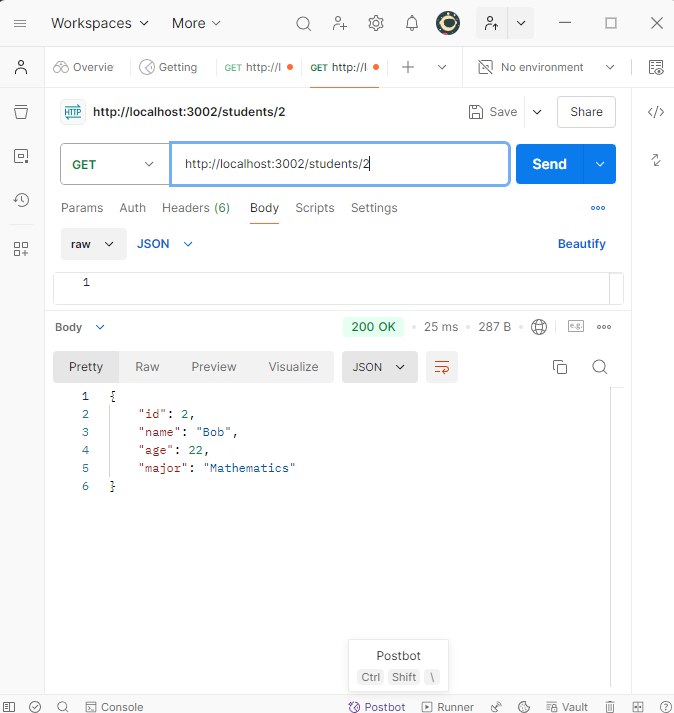 Workspaces More
Overvie Getting GET http://l GET http://l No environment
HTTP http://localhost:3002/students/2 Save Share
GET http://localhost:3002/students/2 Send
Params Auth Headers (6) Body Scripts Settings
raw JSON Beautify
1
Body 200 OK 25 ms 287 B e.g.
Pretty Raw Preview Visualize JSON
1 {
2 "id": 2,
3 "name": "Bob",
4 "age": 22,
5 "major": "Mathematics"
6 }
Postbot
Ctrl Shift \
Console Postbot Runner Vault